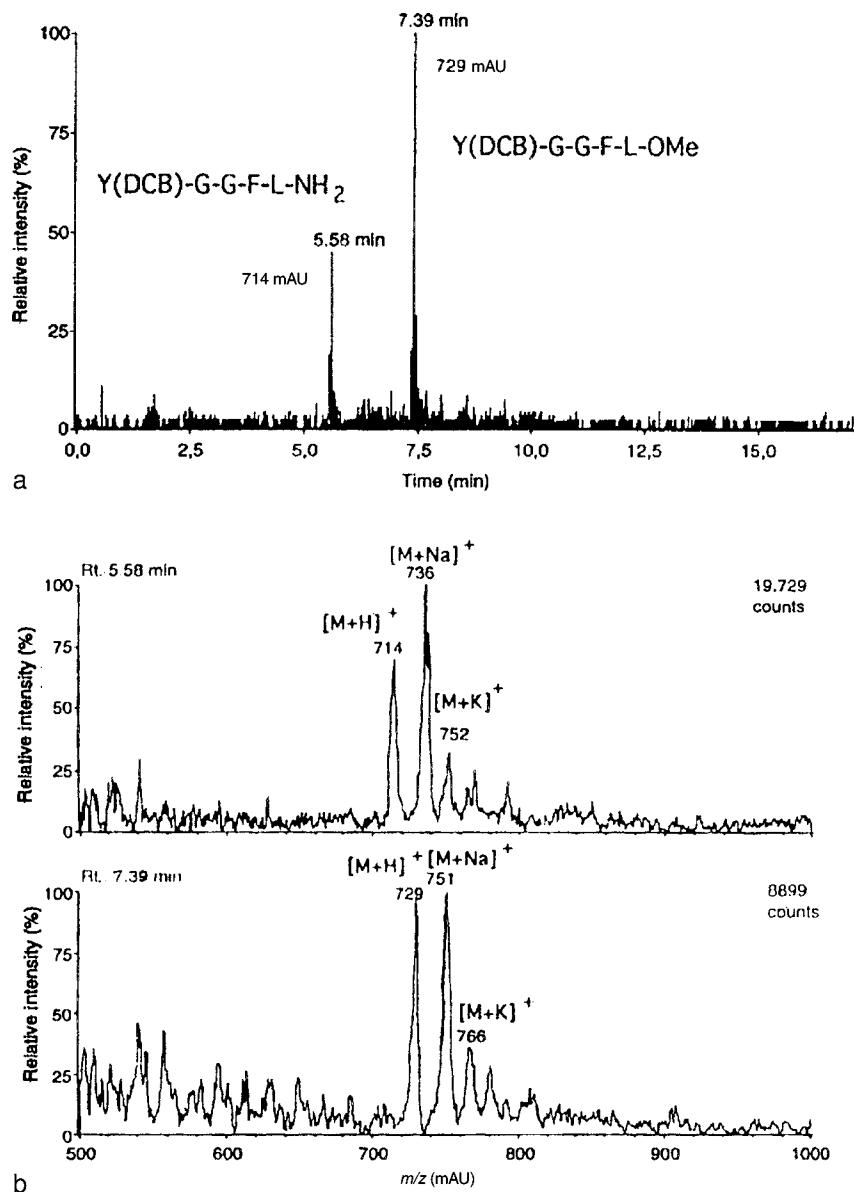 7.39 min
100
729 mAU
75
Y(DCB)-G-G-F-L-OMe
Y(DCB)-G-G-F-L-NH2
50
5.58 min
714 mAU
25
0
Relative intensity (%)
0,0 2,5 5,0 7,5 10,0 12,5 15,0
Time (min)
a
[M+Na]+
Rt. 5 58 min
736
100
19.729
counts
[M+H]+
714
75
[M+K]+
50
752
25
0
Relative intensity (%)
[M+H]+ [M+Na]+
Rt. 7.39 min
729 751
100
8899
counts
75
[M+K]+
50
766
25
0
Relative intensity (%)
500 600 700 800 900 1000
m/z (mAU)
b